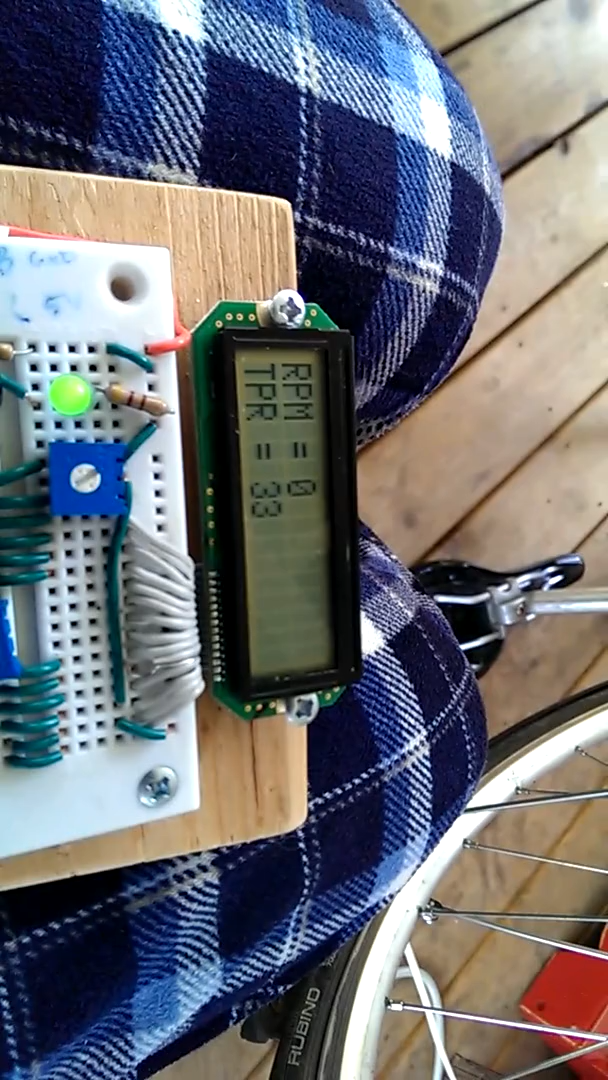 RPM = 0
TPR = 33
RUBINO